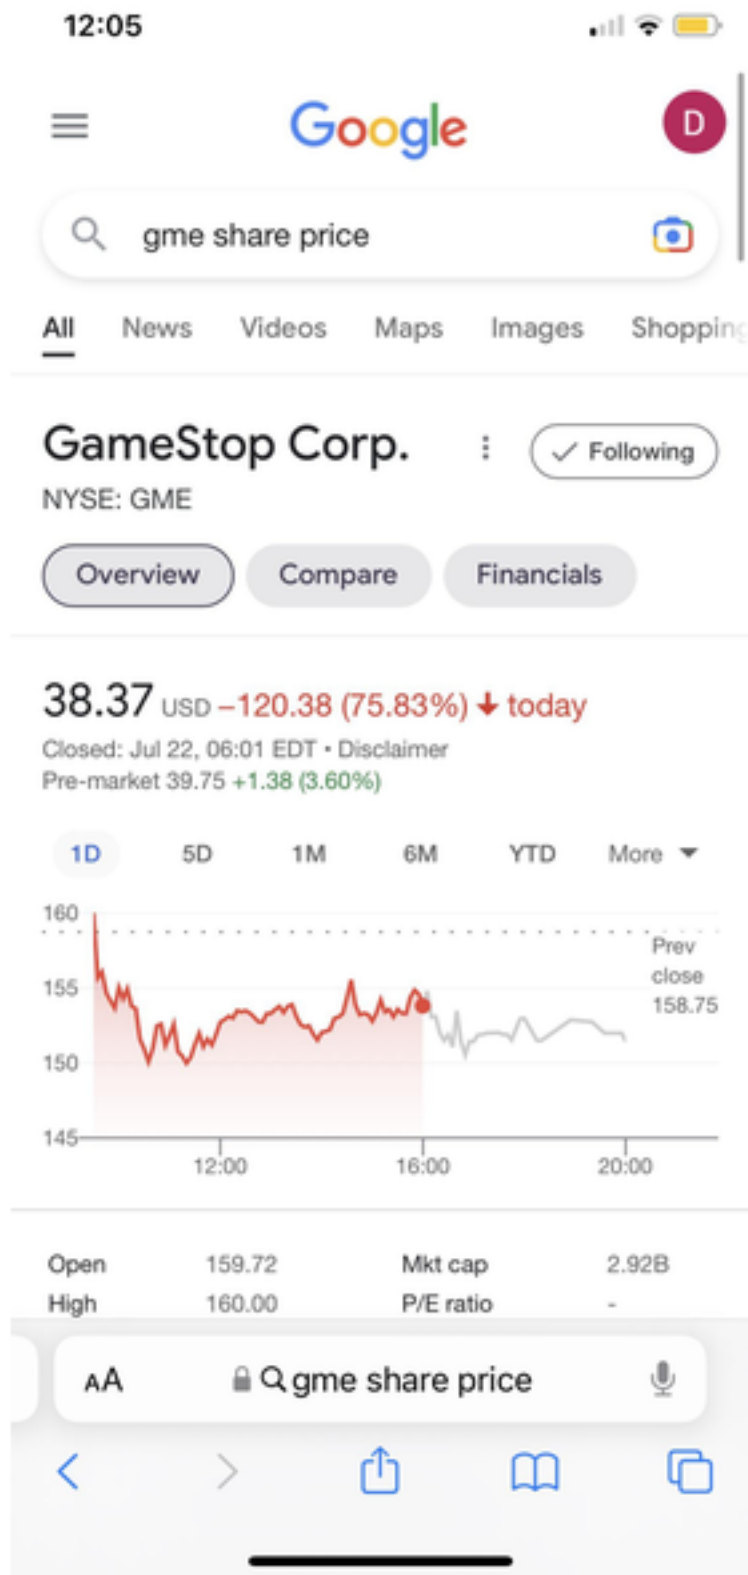 12:05
Google
D
gme share price
All News Videos Maps Images Shopping
GameStop Corp.
Following
NYSE: GME
Overview Compare Financials
38.37 USD −120.38 (75.83%) ↓ today
Closed: Jul 22, 06:01 EDT • Disclaimer
Pre-market 39.75 +1.38 (3.60%)
1D 5D 1M 6M YTD More
160
155
150
145
Prev
close
158.75
12:00 16:00 20:00
Open 159.72 Mkt cap 2.92B
High 160.00 P/E ratio -
AA gme share price